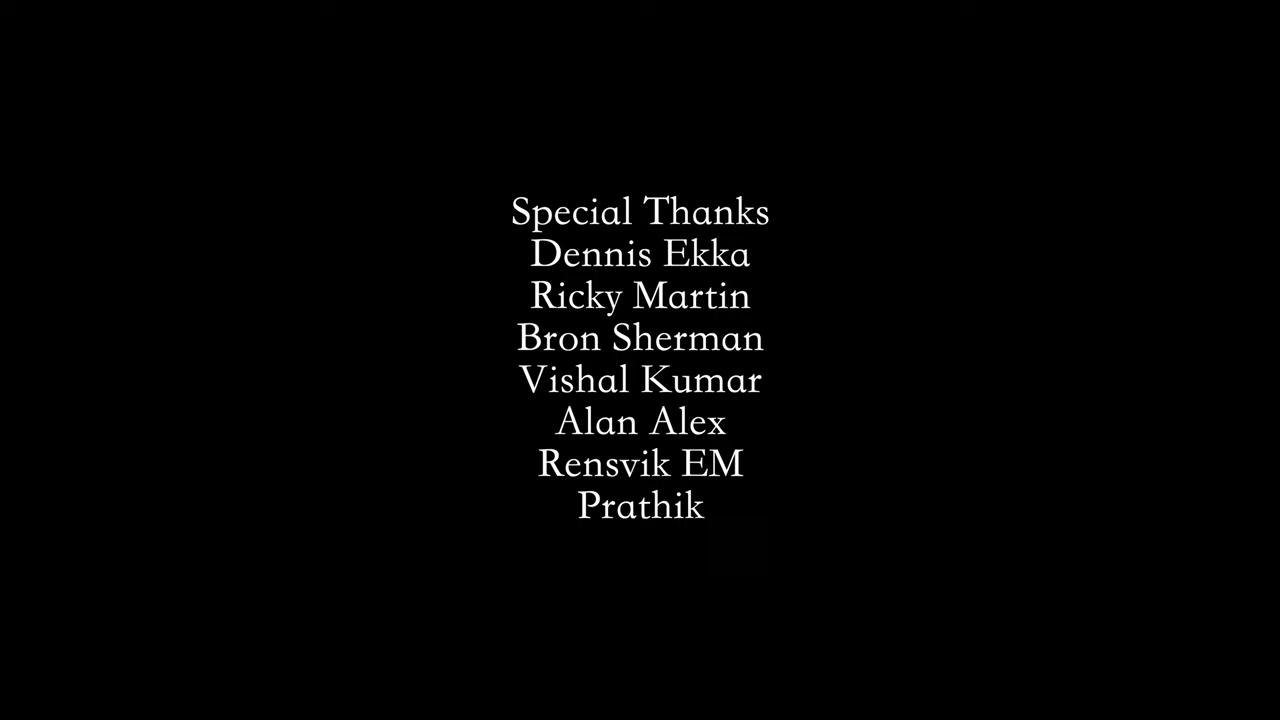 Special Thanks
Dennis Ekka
Ricky Martin
Bron Sherman
Vishal Kumar
Alan Alex
Rensvik EM
Prathik